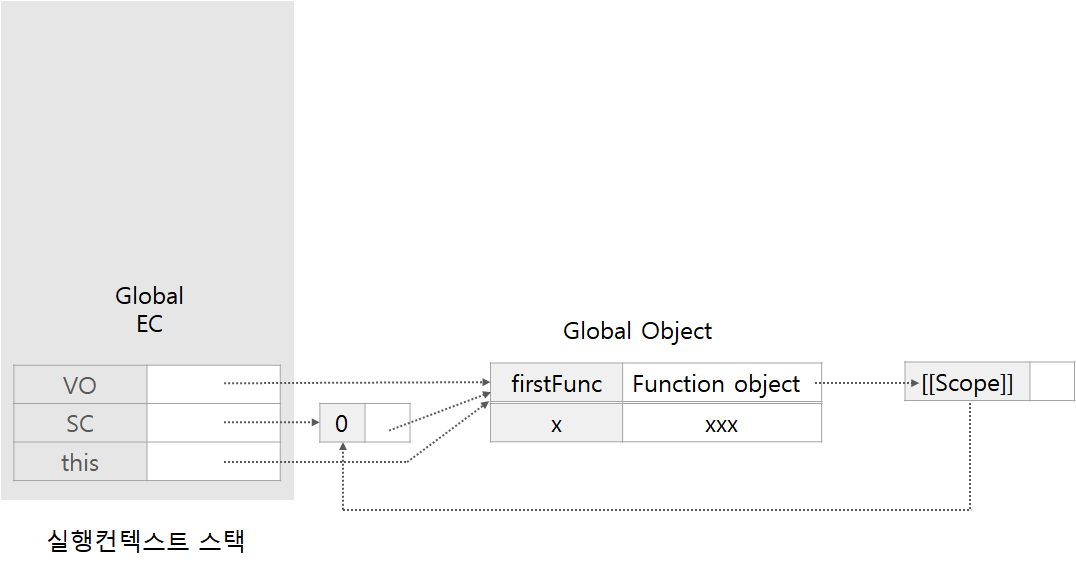 Global
EC
Global Object
VO
SC
this
0
firstFunc Function object
x xxx
[[Scope]]
실행컨텍스트 스택